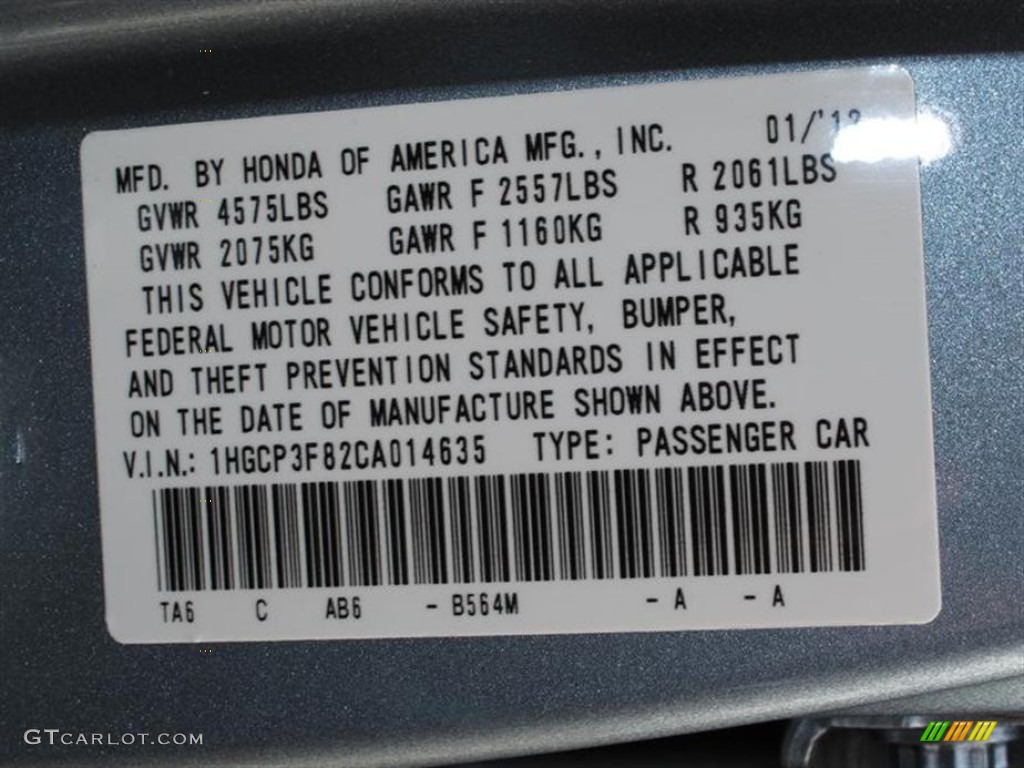 MFD. BY HONDA OF AMERICA MFG., INC. 01/'12
GVWR 4575LBS GAWR F 2557LBS R 2061LBS
GVWR 2075KG GAWR F 1160KG R 935KG
THIS VEHICLE CONFORMS TO ALL APPLICABLE
FEDERAL MOTOR VEHICLE SAFETY, BUMPER,
AND THEFT PREVENTION STANDARDS IN EFFECT
ON THE DATE OF MANUFACTURE SHOWN ABOVE.
V.I.N.: 1HGCP3F82CA014635 TYPE: PASSENGER CAR
TA6 C AB6 - B564M - A - A
GTCARLOT.COM